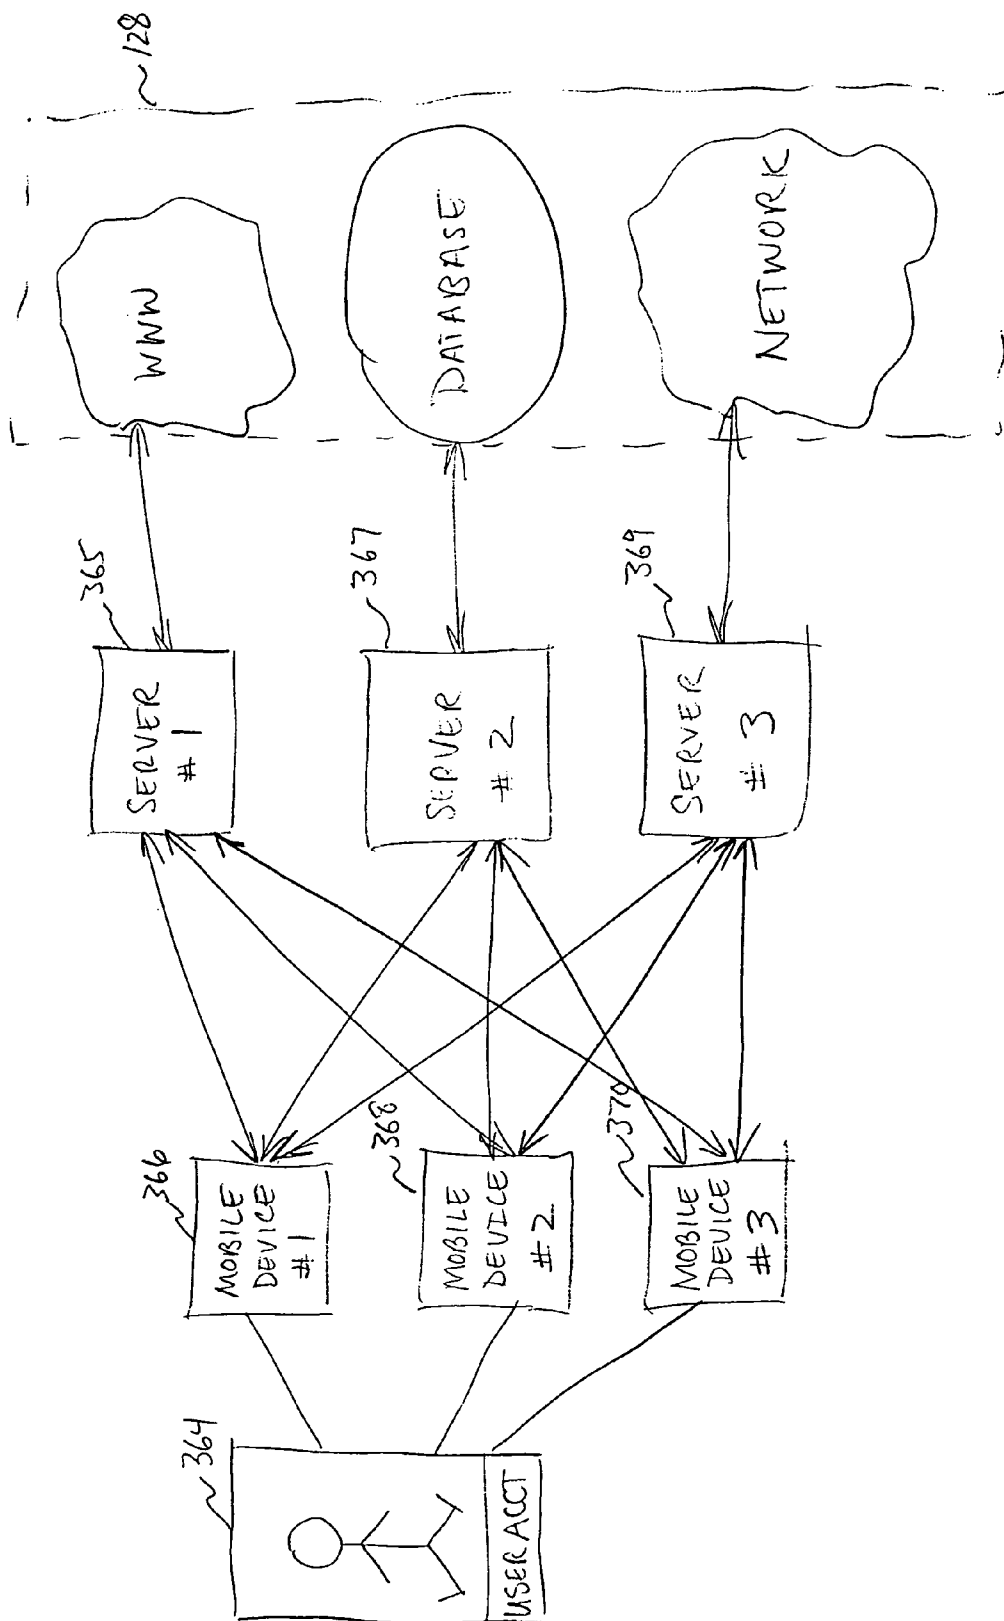 364
USER ACCT
366
MOBILE
DEVICE
#1
368
MOBILE
DEVICE
#2
370
MOBILE
DEVICE
#3
365
SERVER
#1
367
SERVER
#2
369
SERVER
#3
128
WWW
DATABASE
NETWORK